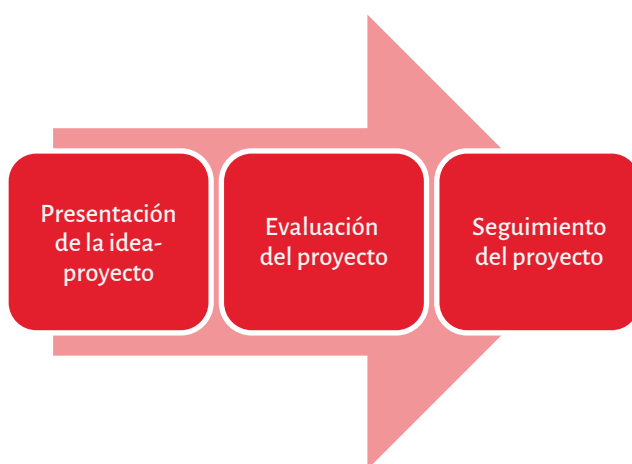 Presentación
de la idea-
proyecto
Evaluación
del proyecto
Seguimiento
del proyecto